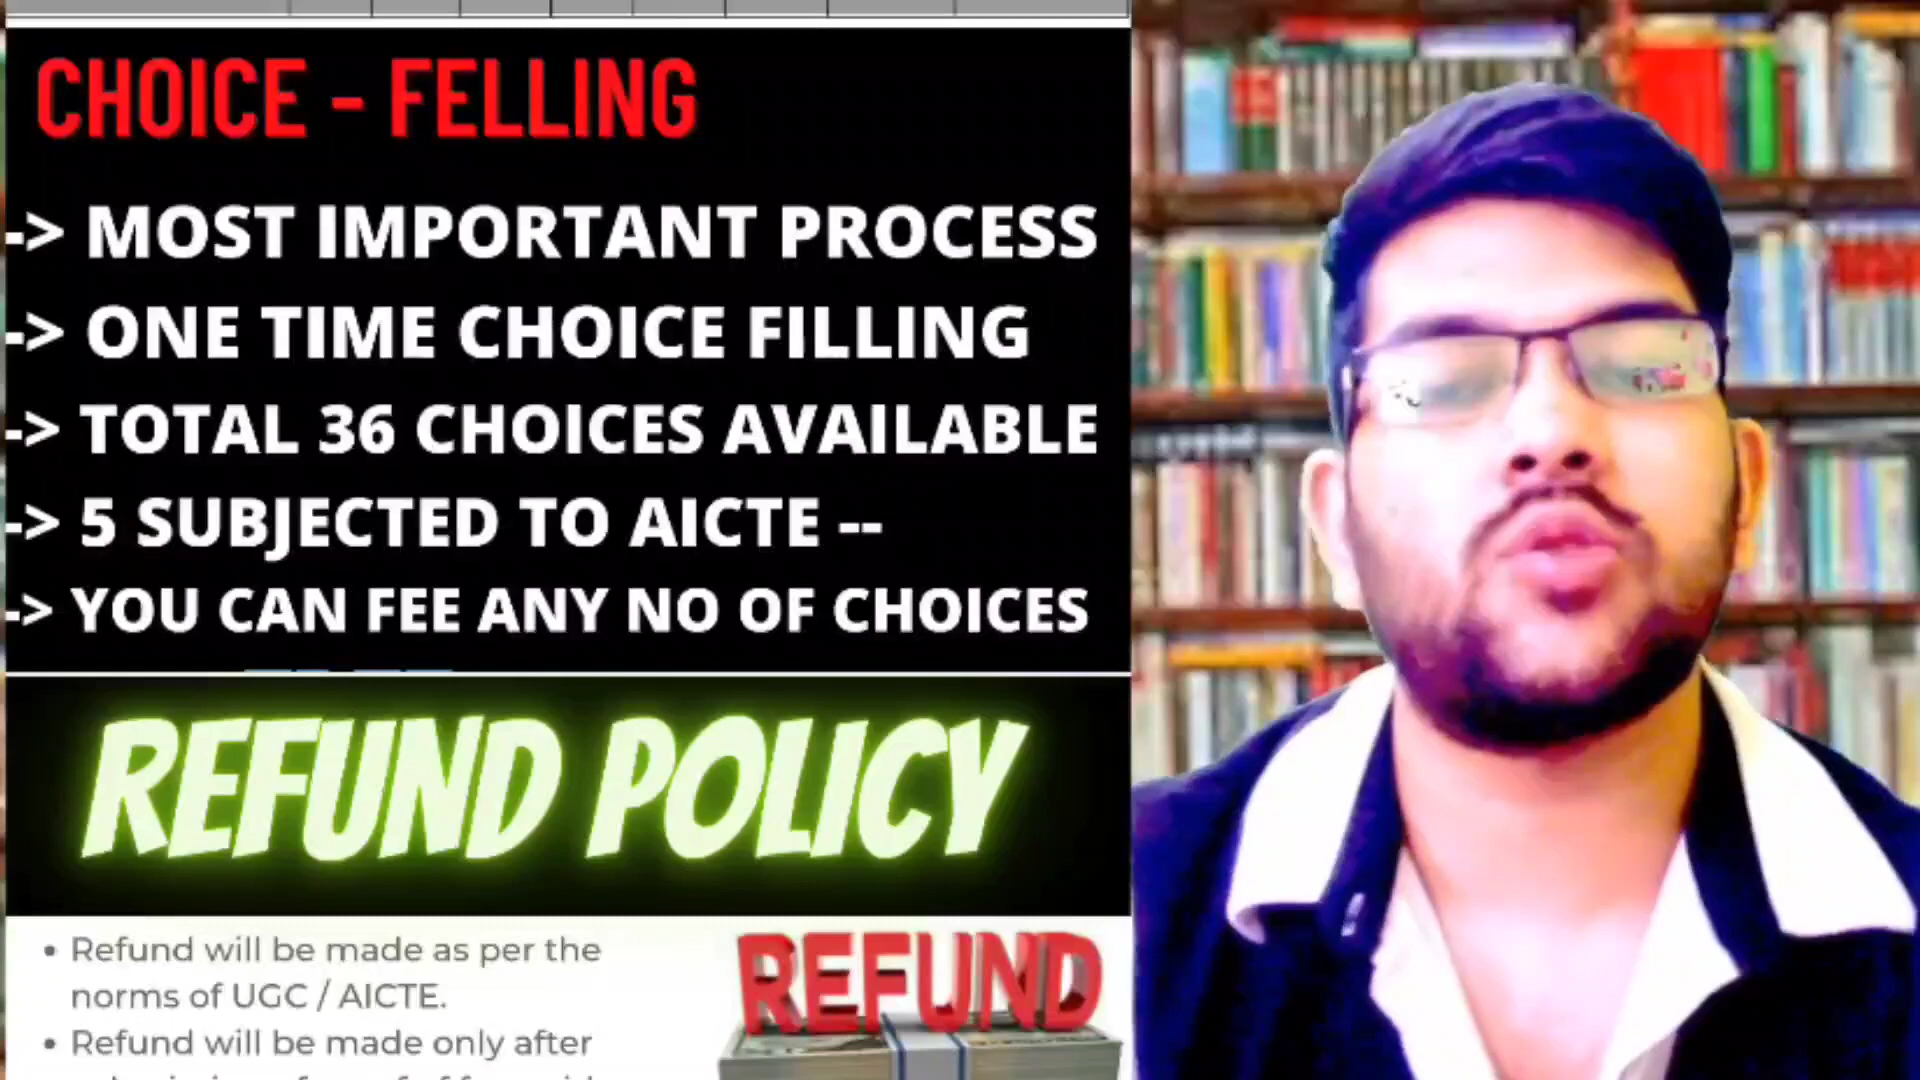 CHOICE - FELLING
-> MOST IMPORTANT PROCESS
-> ONE TIME CHOICE FILLING
-> TOTAL 36 CHOICES AVAILABLE
-> 5 SUBJECTED TO AICTE --
-> YOU CAN FEE ANY NO OF CHOICES
REFUND POLICY
• Refund will be made as per the
norms of UGC / AICTE.
• Refund will be made only after
REFUND